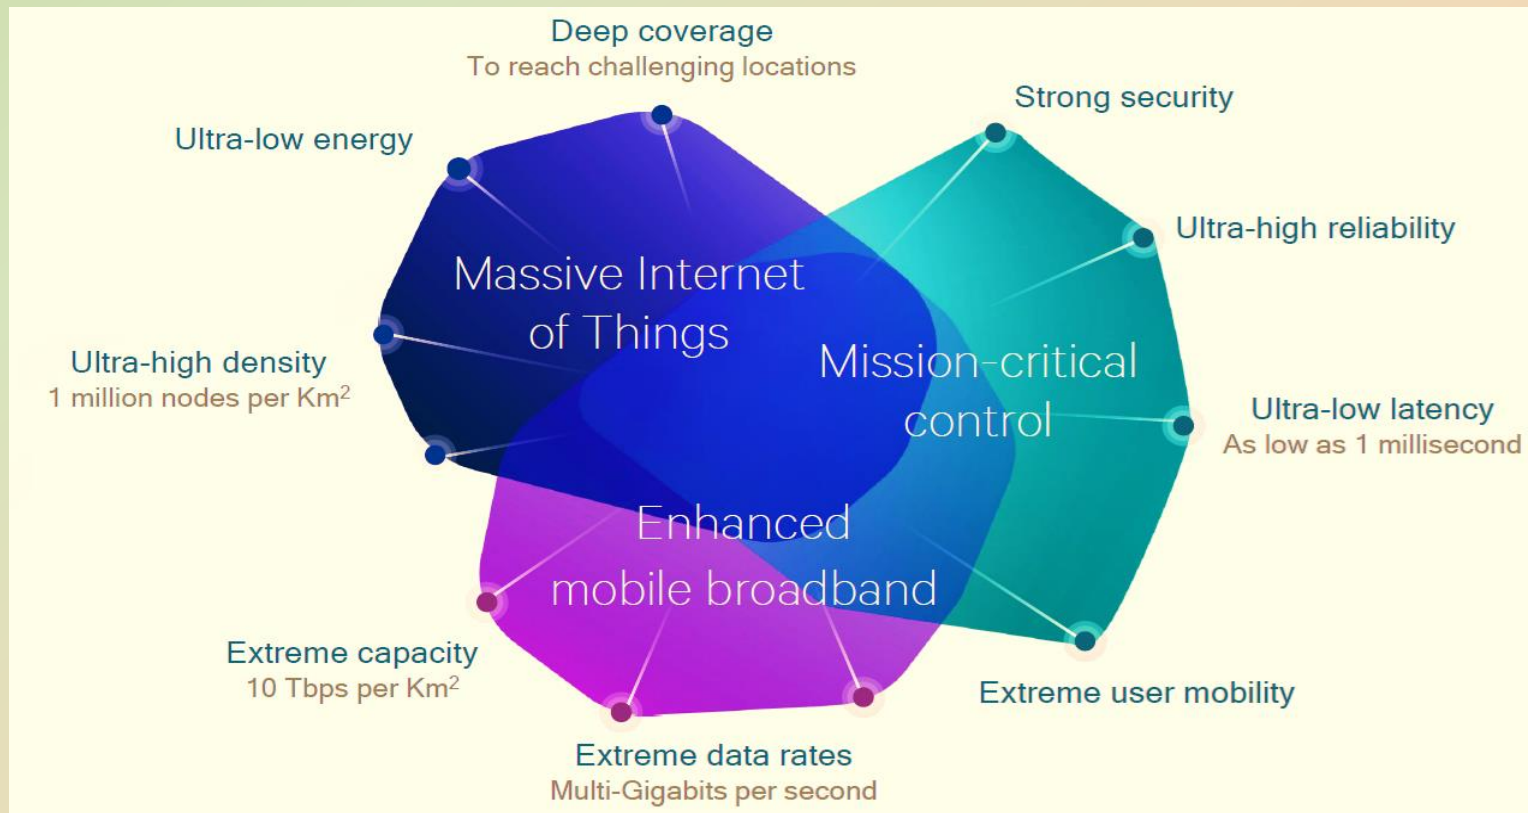 Deep coverage
To reach challenging locations
Strong security
Ultra-low energy
Ultra-high reliability
Massive Internet
of Things
Mission-critical
control
Ultra-high density
1 million nodes per Km²
Ultra-low latency
As low as 1 millisecond
Enhanced
mobile broadband
Extreme capacity
10 Tbps per Km²
Extreme user mobility
Extreme data rates
Multi-Gigabits per second